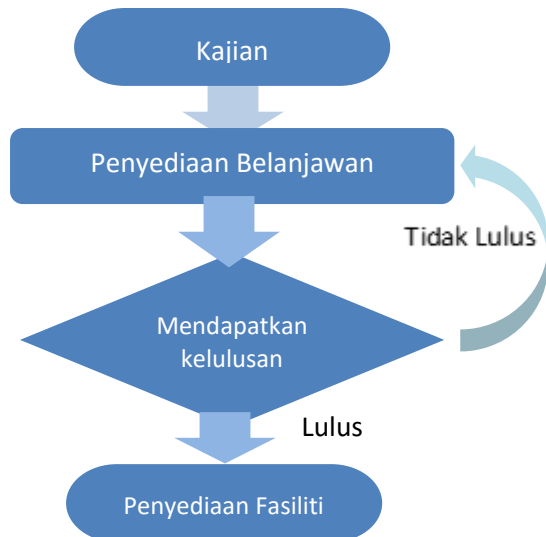 Kajian
Penyediaan Belanjawan
Tidak Lulus
Mendapatkan
kelulusan
Lulus
Penyediaan Fasiliti